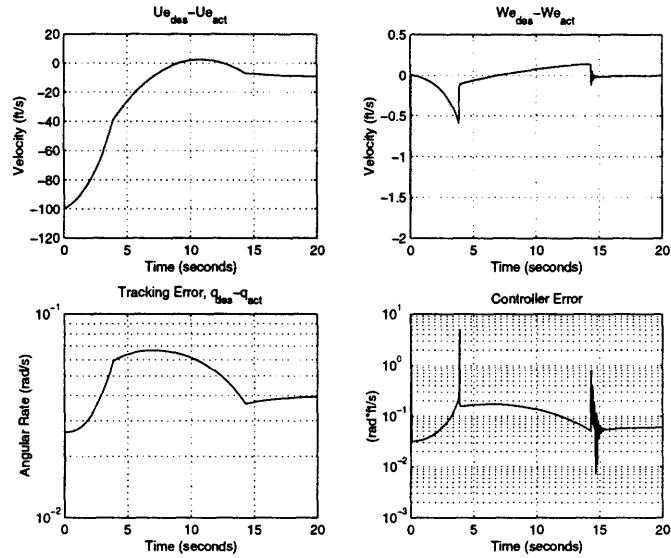 Ue_des−Ue_act
20
0
−20
−40
−60
−80
−100
−120
Velocity (ft/s)
0 5 10 15 20
Time (seconds)
We_des−We_act
0.5
0
−0.5
−1
−1.5
−2
Velocity (ft/s)
0 5 10 15 20
Time (seconds)
Tracking Error, q_des−q_act
10^−1
10^−2
Angular Rate (rad/s)
0 5 10 15 20
Time (seconds)
Controller Error
10^1
10^0
10^−1
10^−2
10^−3
(rad*ft/s)
0 5 10 15 20
Time (seconds)